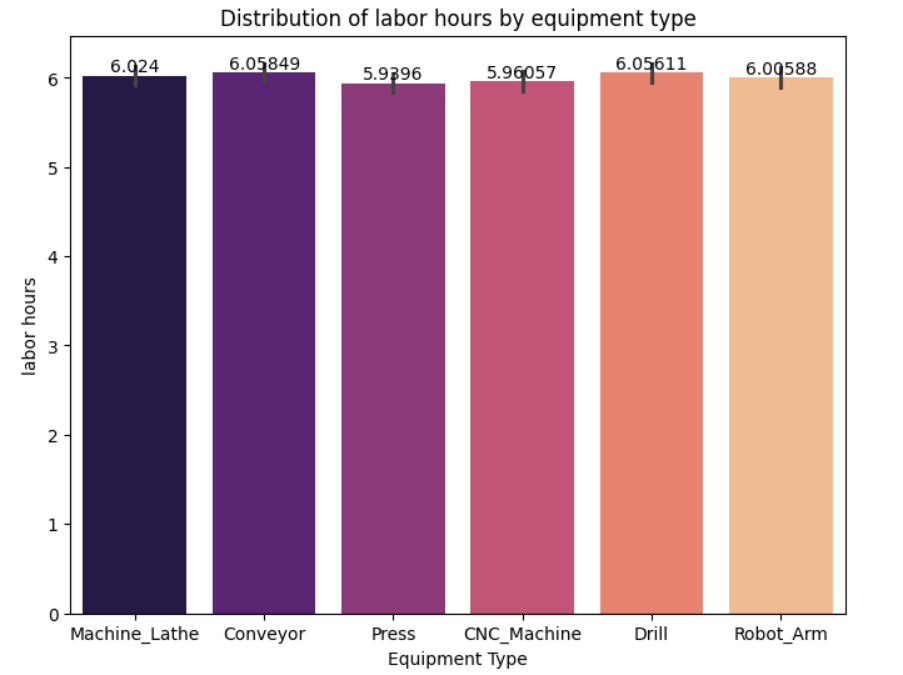 Distribution of labor hours by equipment type
6.024 6.05849 5.9396 5.96057 6.05611 6.00588
6
5
4
3
2
1
0
labor hours
Machine_Lathe Conveyor Press CNC_Machine Drill Robot_Arm
Equipment Type